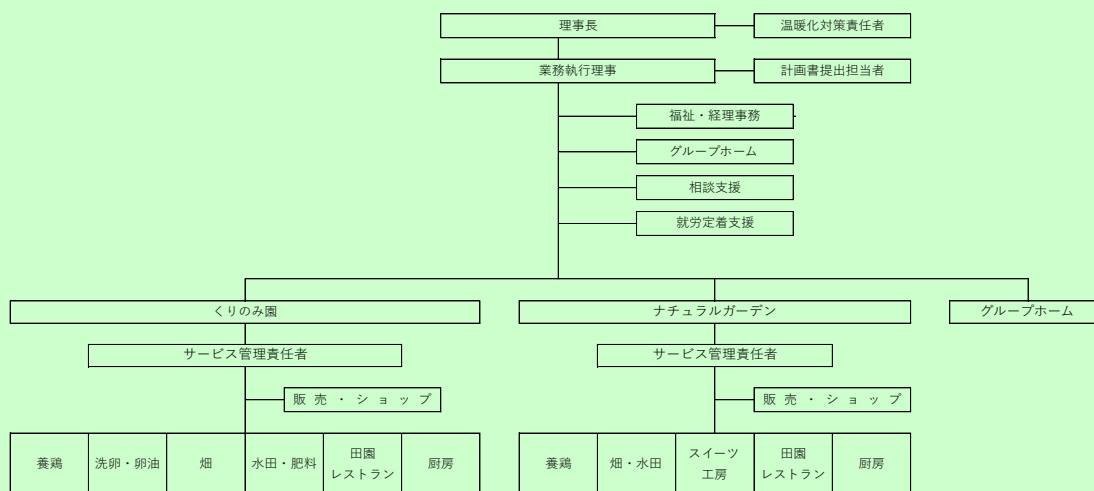 理事長
温暖化対策責任者
業務執行理事
計画書提出担当者
福祉・経理事務
グループホーム
相談支援
就労定着支援
くりのみ園
ナチュラルガーデン
グループホーム
サービス管理責任者
サービス管理責任者
販売・ショップ
販売・ショップ
養鶏
洗卵・卵油
畑
水田・肥料
田園
レストラン
厨房
養鶏
畑・水田
スイーツ
工房
田園
レストラン
厨房